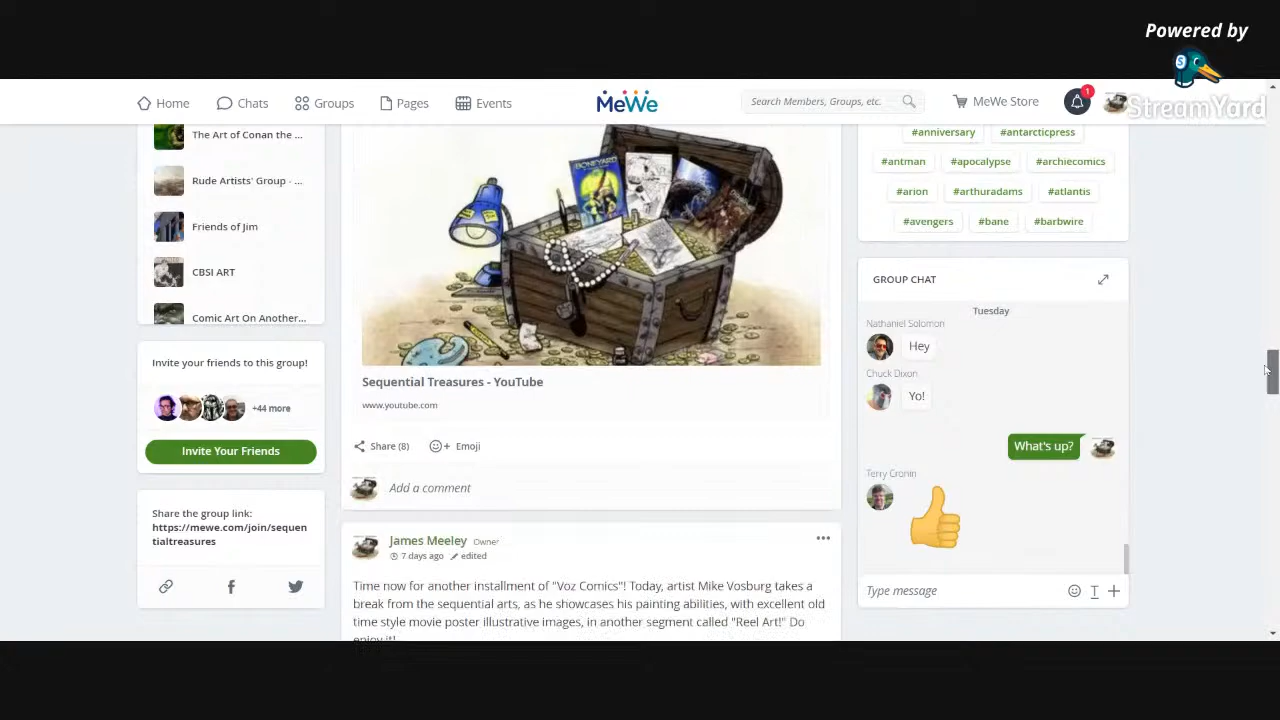 Powered by
StreamYard
Home
Chats
Groups
Pages
Events
MeWe
Search Members, Groups, etc.
MeWe Store
1
The Art of Conan the ...
Rude Artists' Group - ...
Friends of Jim
CBSI ART
Comic Art On Another...
Invite your friends to this group!
+44 more
Invite Your Friends
Share the group link:
https://mewe.com/join/sequen
tialtreasures
BONEYARD
Sequential Treasures - YouTube
www.youtube.com
Share (8)
Emoji
Add a comment
James Meeley Owner
7 days ago edited
Time now for another installment of "Voz Comics"! Today, artist Mike Vosburg takes a
break from the sequential arts, as he showcases his painting abilities, with excellent old
time style movie poster illustrative images, in another segment called "Reel Art!" Do
enjoy it!
#anniversary #antarcticpress
#antman #apocalypse #archiecomics
#arion #arthuradams #atlantis
#avengers #bane #barbwire
GROUP CHAT
Tuesday
Nathaniel Solomon
Hey
Chuck Dixon
Yo!
What's up?
Terry Cronin
Type message